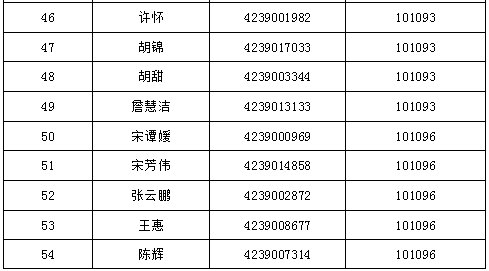 46 许怀 4239001982 101093
47 胡锦 4239017033 101093
48 胡甜 4239003344 101093
49 詹慧洁 4239013133 101093
50 宋谭媛 4239000969 101096
51 宋芳伟 4239014858 101096
52 张云鹏 4239002872 101096
53 王惠 4239008677 101096
54 陈辉 4239007314 101096